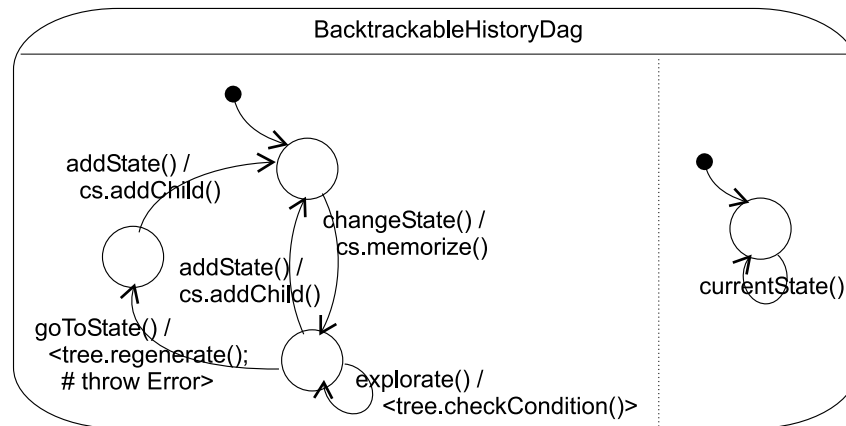 BacktrackableHistoryDag
addState() /
cs.addChild()
changeState() /
cs.memorize()
addState() /
cs.addChild()
currentState()
goToState() /
<tree.regenerate();
# throw Error>
explorate() /
<tree.checkCondition()>